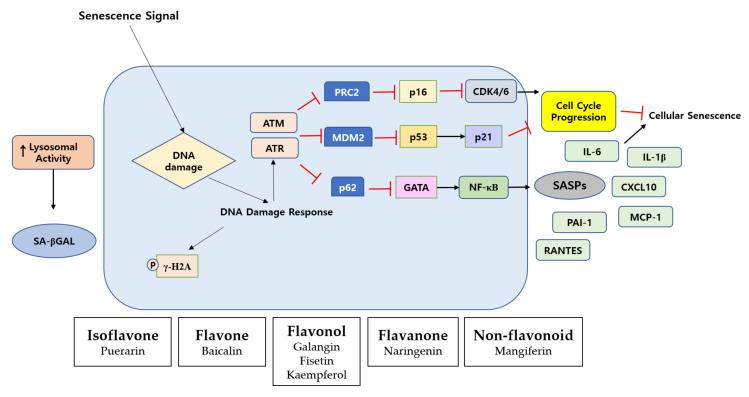 Senescence Signal
↑ Lysosomal
Activity
SA-βGAL
DNA
damage
DNA Damage Response
P
γ-H2A
ATM
ATR
PRC2
p16
CDK4/6
MDM2
p53
p21
p62
GATA
NF-κB
Cell Cycle
Progression
Cellular Senescence
SASPs
IL-6
IL-1β
CXCL10
MCP-1
PAI-1
RANTES
Isoflavone
Puerarin
Flavone
Baicalin
Flavonol
Galangin
Fisetin
Kaempferol
Flavanone
Naringenin
Non-flavonoid
Mangiferin